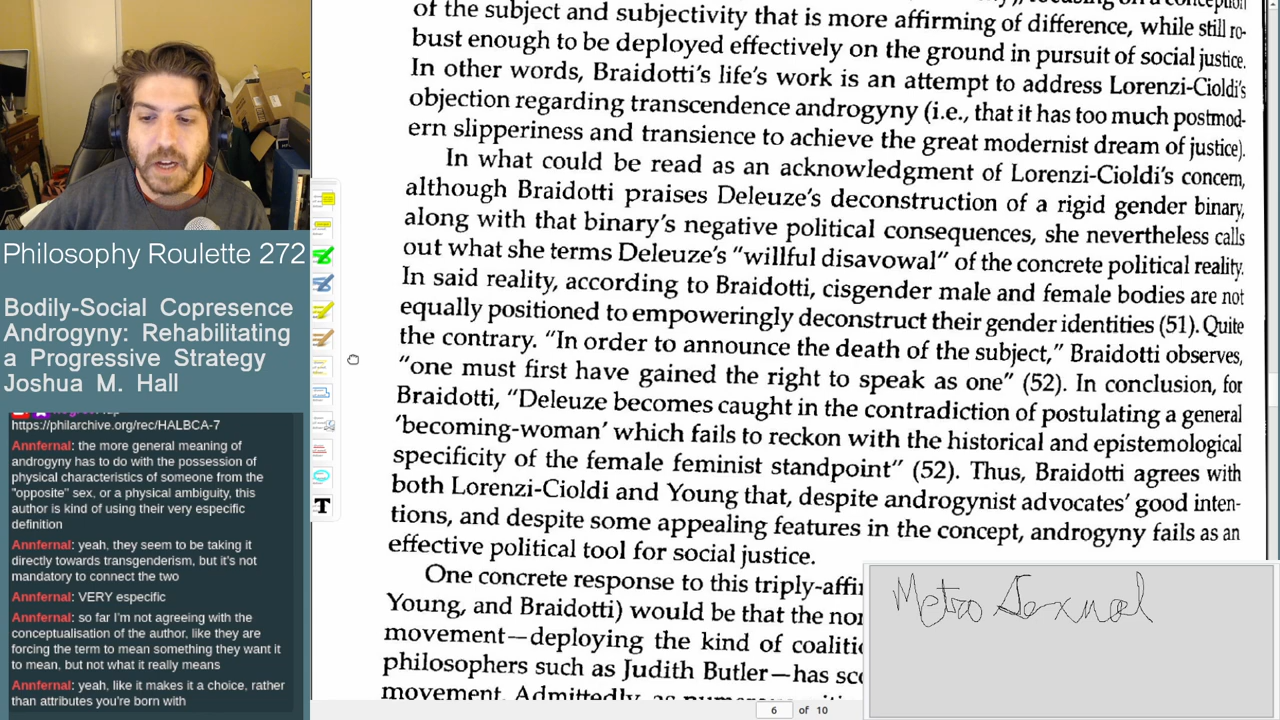 of the subject and subjectivity that is more affirming of difference, while still ro-
bust enough to be deployed effectively on the ground in pursuit of social justice.
In other words, Braidotti's life's work is an attempt to address Lorenzi-Cioldi's
objection regarding transcendence androgyny (i.e., that it has too much postmod-
ern slipperiness and transience to achieve the great modernist dream of justice).
In what could be read as an acknowledgment of Lorenzi-Cioldi's concern,
although Braidotti praises Deleuze's deconstruction of a rigid gender binary,
along with that binary's negative political consequences, she nevertheless calls
out what she terms Deleuze's "willful disavowal" of the concrete political reality.
In said reality, according to Braidotti, cisgender male and female bodies are not
equally positioned to empoweringly deconstruct their gender identities (51). Quite
the contrary. "In order to announce the death of the subject," Braidotti observes,
"one must first have gained the right to speak as one" (52). In conclusion, for
Braidotti, "Deleuze becomes caught in the contradiction of postulating a general
'becoming-woman' which fails to reckon with the historical and epistemological
specificity of the female feminist standpoint" (52). Thus, Braidotti agrees with
both Lorenzi-Cioldi and Young that, despite androgynist advocates' good inten-
tions, and despite some appealing features in the concept, androgyny fails as an
effective political tool for social justice.
One concrete response to this triply-affi
Young, and Braidotti) would be that the
movement—deploying the kind of
philosophers such as Judith Butler—has
movement. Admittedly, as
Philosophy Roulette 272
Bodily-Social Copresence
Androgyny: Rehabilitating
a Progressive Strategy
Joshua M. Hall
https://philarchive.org/rec/HALBCA-7
Annfernal: the more general meaning of
androgyny has to do with the possession of
physical characteristics of someone from the
"opposite" sex, or a physical ambiguity, this
author is kind of using their very especific
definition
Annfernal: yeah, they seem to be taking it
directly towards transgenderism, but it's not
mandatory to connect the two
Annfernal: VERY especific
Annfernal: so far I'm not agreeing with the
conceptualisation of the author, like they are
forcing the term to mean something they want it
to mean, but not what it really means
Annfernal: yeah, like it makes it a choice, rather
than attributes you're born with
T
Metro Sexual
6 of 10